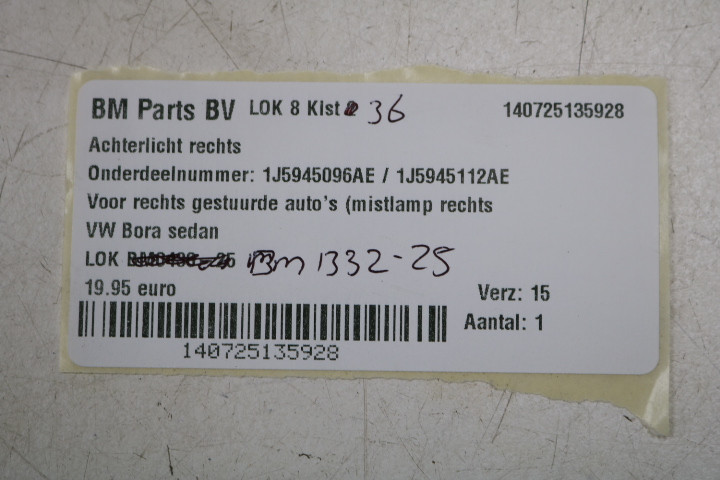 BM Parts BV LOK 8 Kist 36 140725135928
Achterlicht rechts
Onderdeelnummer: 1J5945096AE / 1J5945112AE
Voor rechts gestuurde auto's (mistlamp rechts
VW Bora sedan
LOK Bm 1332-25
19.95 euro Verz: 15
Aantal: 1
140725135928